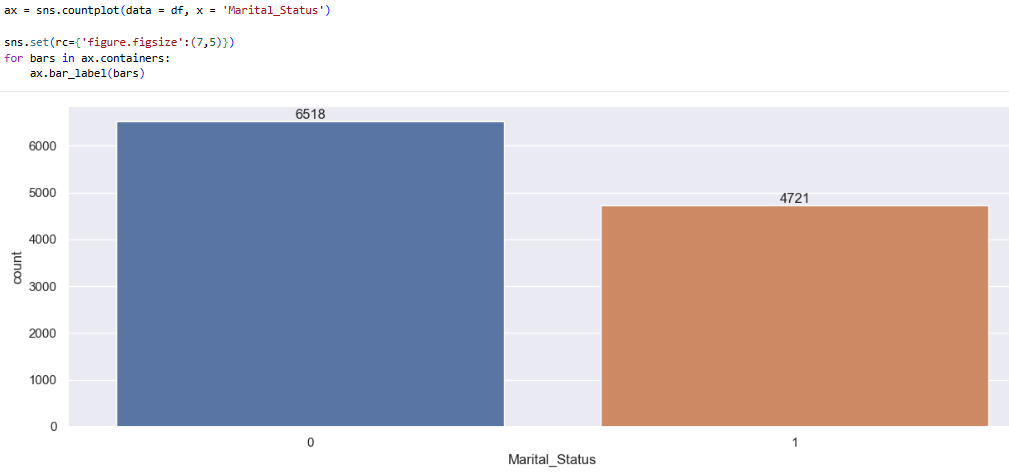 ax = sns.countplot(data = df, x = 'Marital_Status')
sns.set(rc={'figure.figsize':(7,5)})
for bars in ax.containers:
    ax.bar_label(bars)
6518
4721
6000
5000
4000
3000
2000
1000
0
count
0 1
Marital_Status